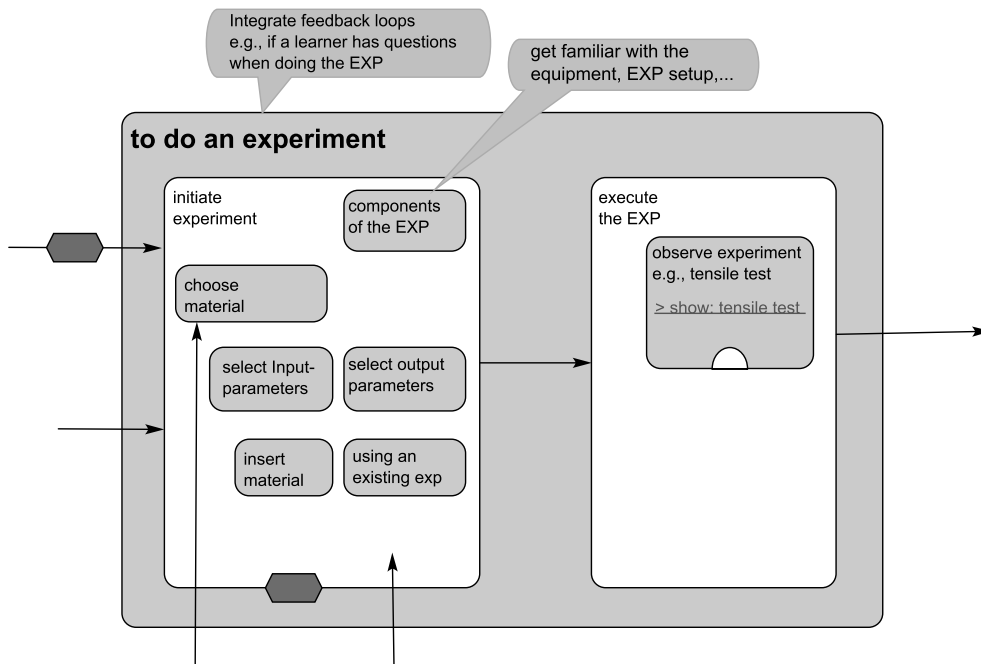 Integrate feedback loops
e.g., if a learner has questions
when doing the EXP
get familiar with the
equipment, EXP setup,...
to do an experiment
initiate
experiment
components
of the EXP
choose
material
select Input-
parameters
select output
parameters
insert
material
using an
existing exp
execute
the EXP
observe experiment
e.g., tensile test
> show: tensile test